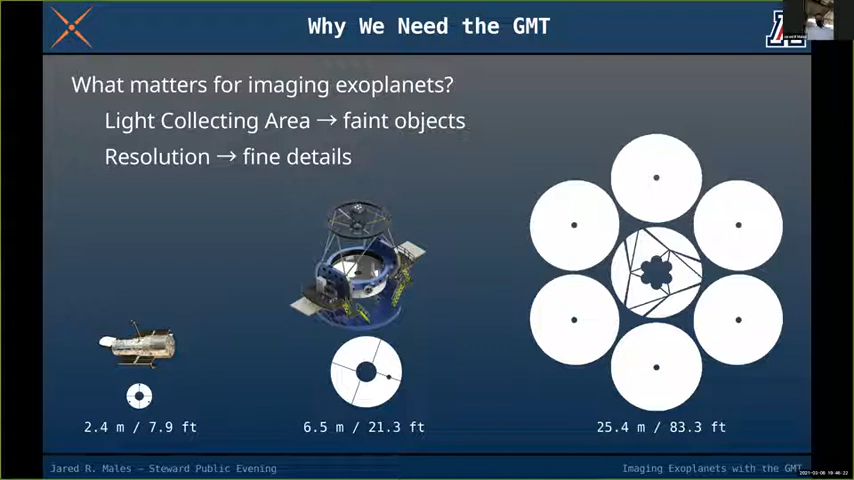 Why We Need the GMT
What matters for imaging exoplanets?
Light Collecting Area → faint objects
Resolution → fine details
2.4 m / 7.9 ft
6.5 m / 21.3 ft
25.4 m / 83.3 ft
Jared R. Males – Steward Public Evening
Imaging Exoplanets with the GMT